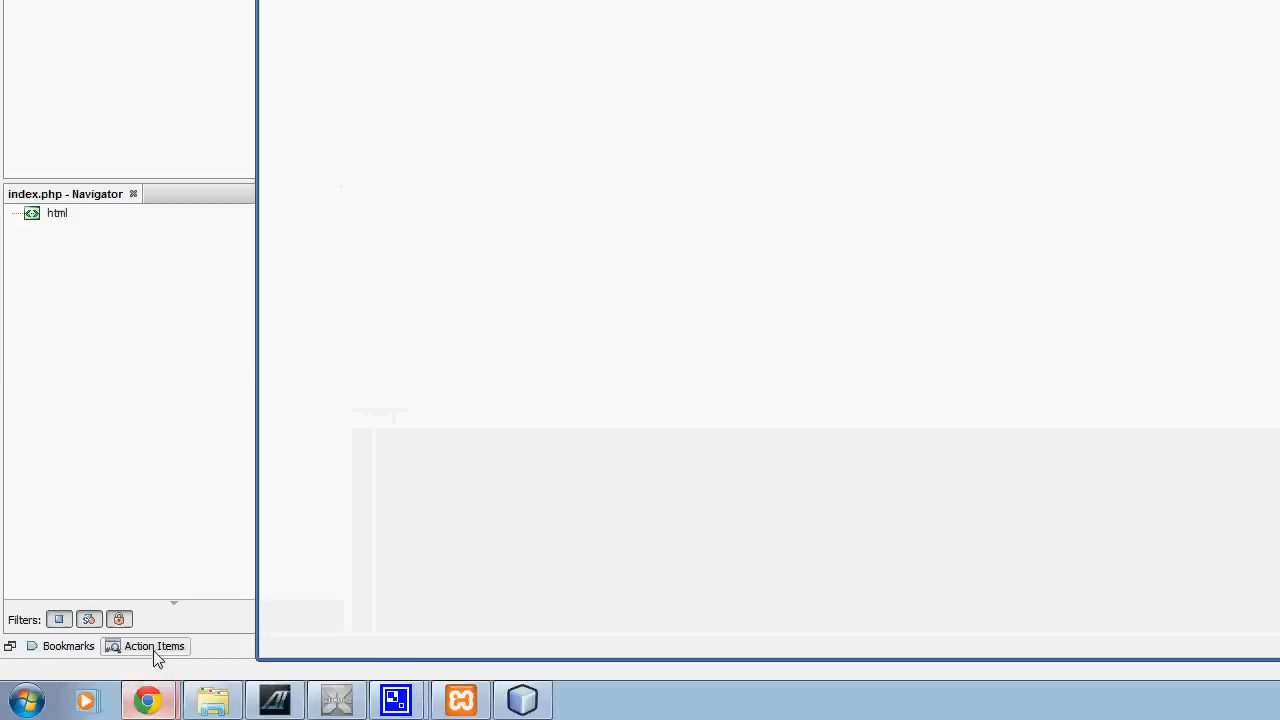 index.php - Navigator
html
Filters:
Bookmarks
Action Items